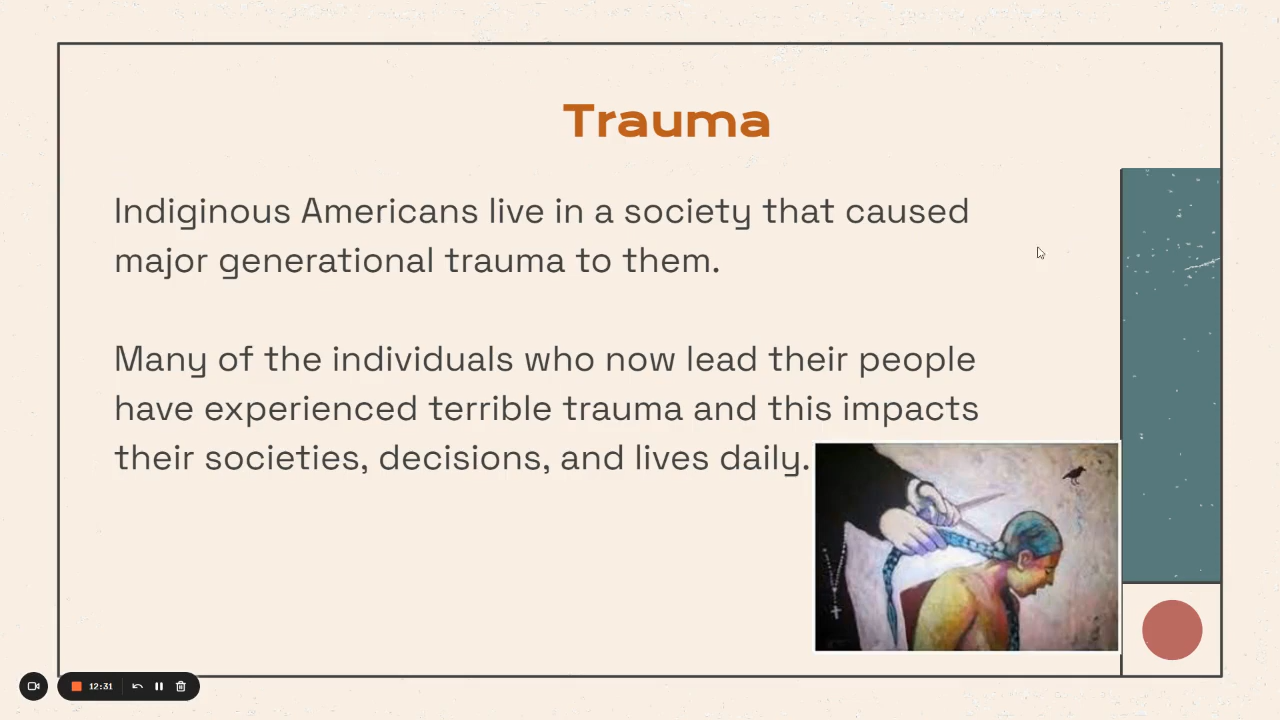 Trauma
Indiginous Americans live in a society that caused
major generational trauma to them.
Many of the individuals who now lead their people
have experienced terrible trauma and this impacts
their societies, decisions, and lives daily.
12:31